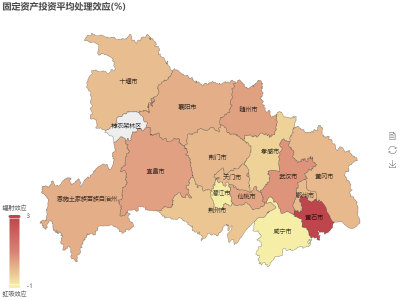 固定资产投资平均处理效应(%)
十堰市
襄阳市
随州市
神农架林区
孝感市
荆门市
宜昌市
武汉市
黄冈市
天门市
恩施土家族苗族自治州
潜江市
仙桃市
鄂州市
荆州市
黄石市
咸宁市
辐射效应
3
-1
虹吸效应